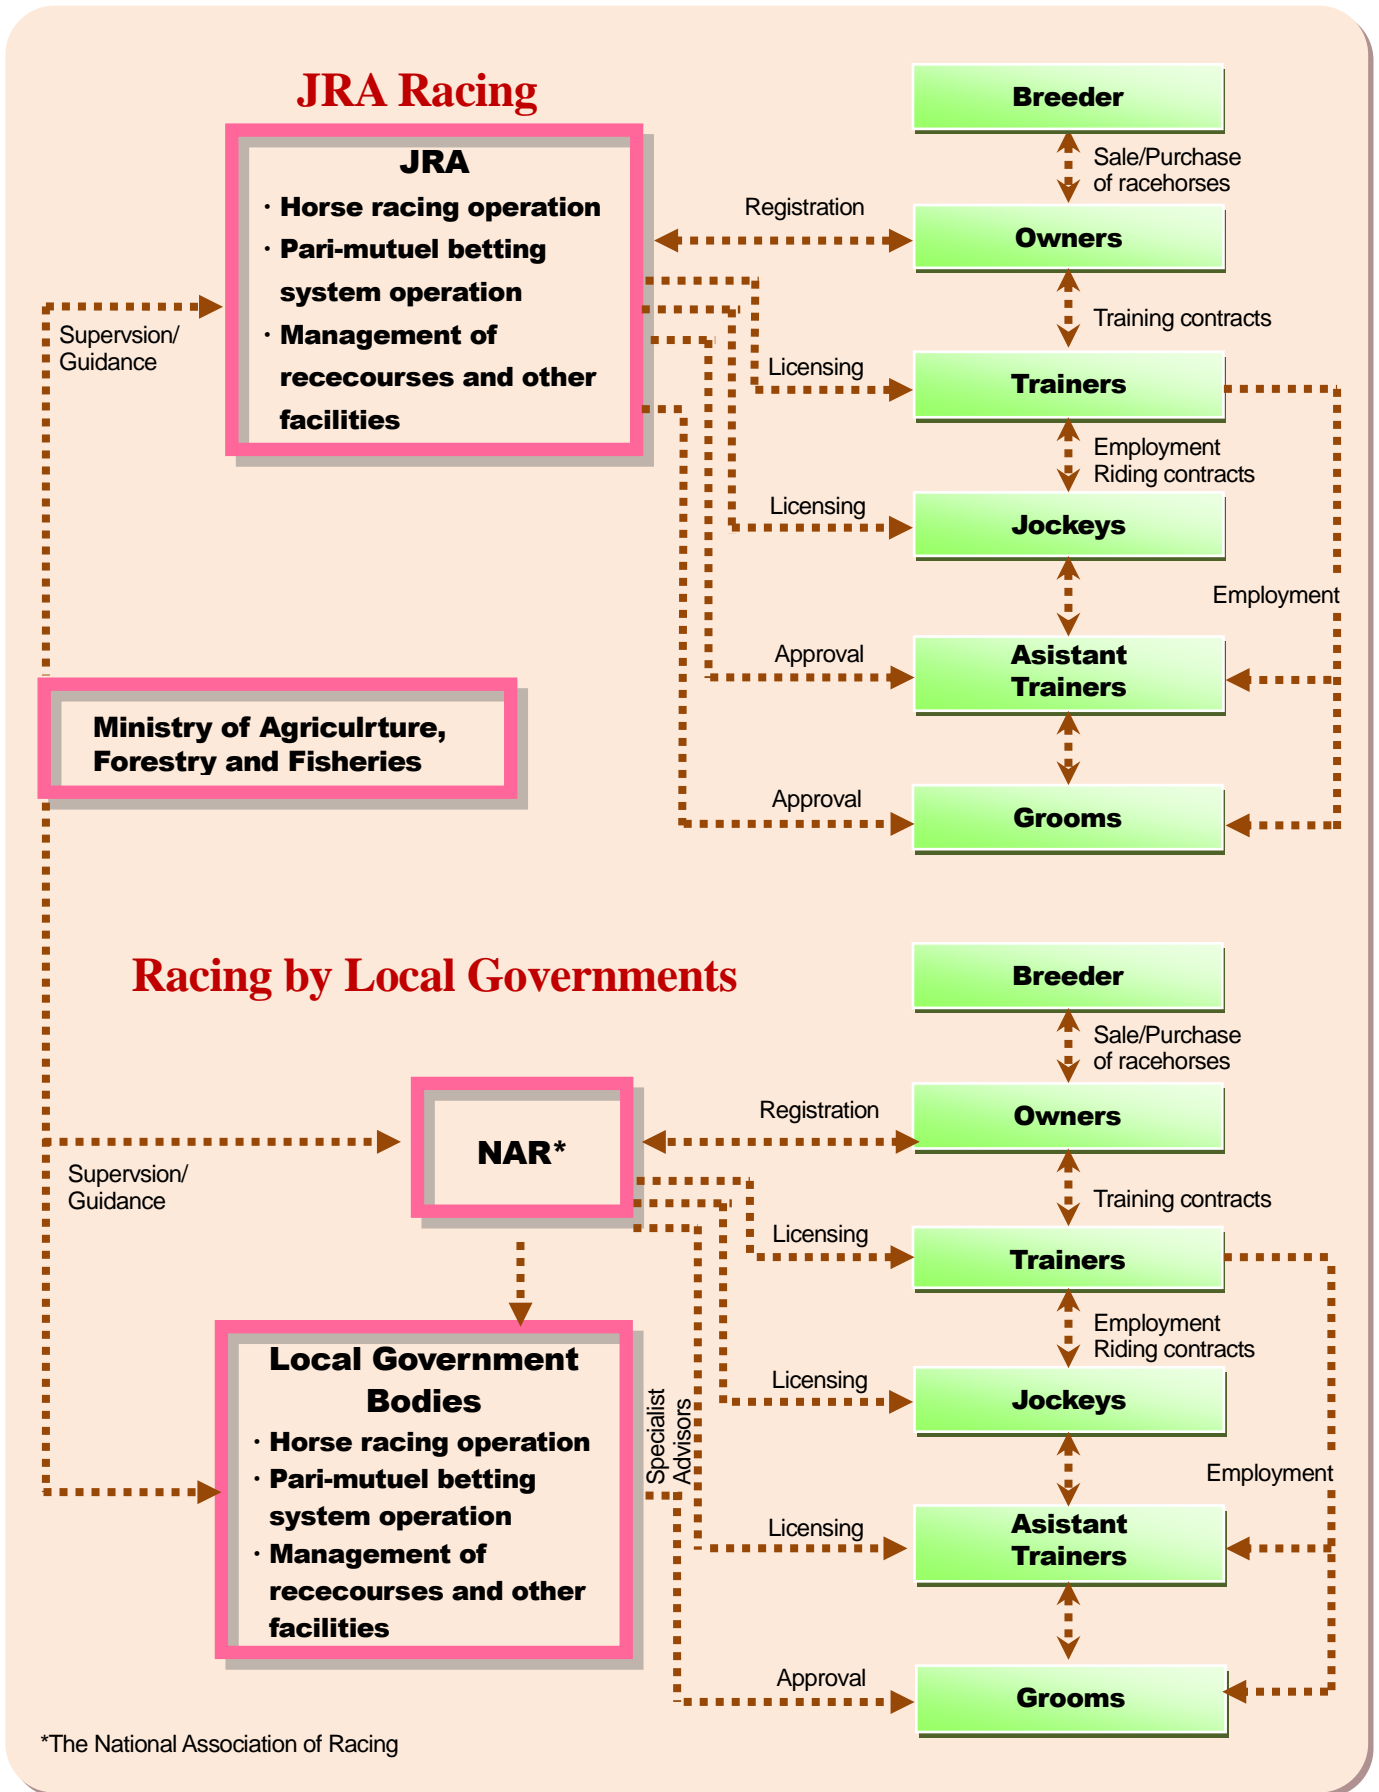 JRA Racing
JRA
· Horse racing operation
· Pari-mutuel betting
system operation
· Management of
rececourses and other
facilities
Supervsion/
Guidance
Registration
Licensing
Licensing
Approval
Approval
Breeder
Sale/Purchase
of racehorses
Owners
Training contracts
Trainers
Employment
Riding contracts
Jockeys
Employment
Asistant
Trainers
Grooms
Ministry of Agriculrture,
Forestry and Fisheries
Racing by Local Governments
NAR*
Supervsion/
Guidance
Local Government
Bodies
· Horse racing operation
· Pari-mutuel betting
system operation
· Management of
rececourses and other
facilities
Specialist
Advisors
Registration
Licensing
Licensing
Licensing
Approval
Breeder
Sale/Purchase
of racehorses
Owners
Training contracts
Trainers
Employment
Riding contracts
Jockeys
Employment
Asistant
Trainers
Grooms
*The National Association of Racing